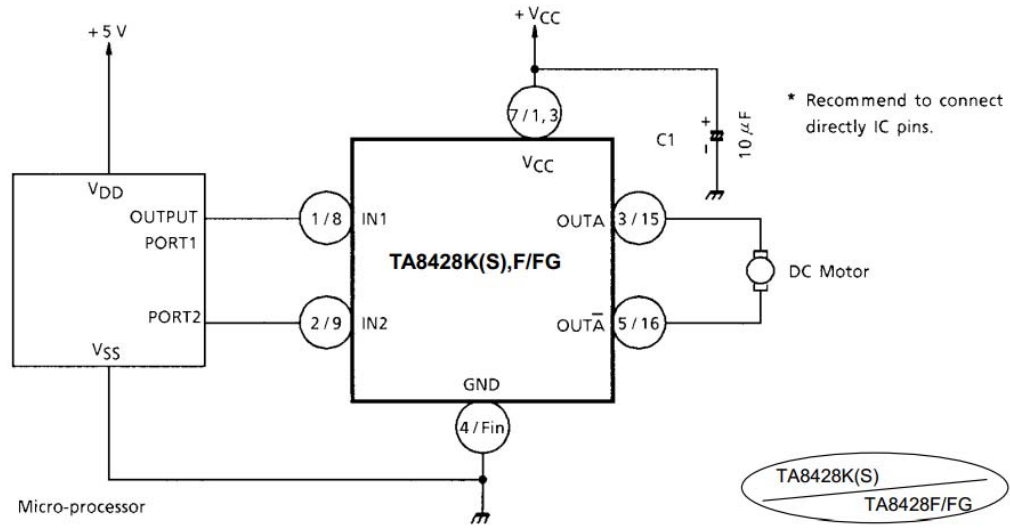 + 5 V
+ VCC
7 / 1, 3
* Recommend to connect
directly IC pins.
C1
+
-
10 μF
VDD
VCC
OUTPUT
PORT1
1 / 8
IN1
OUTA
3 / 15
TA8428K(S),F/FG
DC Motor
PORT2
2 / 9
IN2
OUTA̅
5 / 16
VSS
GND
4 / Fin
Micro-processor
TA8428K(S)
TA8428F/FG